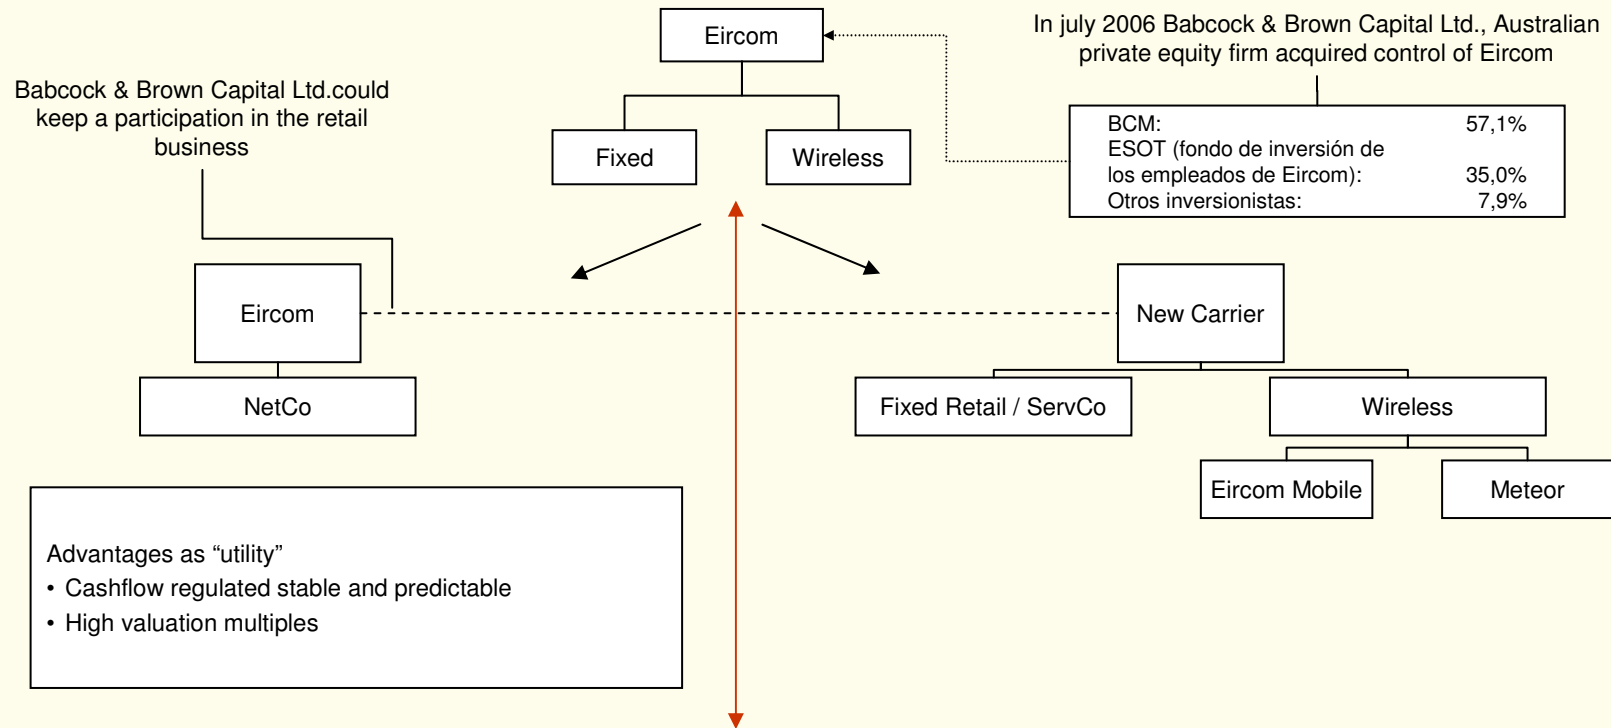 Eircom
In july 2006 Babcock & Brown Capital Ltd., Australian
private equity firm acquired control of Eircom
Babcock & Brown Capital Ltd.could
keep a participation in the retail
business
Fixed
Wireless
BCM: 57,1%
ESOT (fondo de inversión de
los empleados de Eircom): 35,0%
Otros inversionistas: 7,9%
Eircom
New Carrier
NetCo
Fixed Retail / ServCo
Wireless
Eircom Mobile
Meteor
Advantages as “utility”
• Cashflow regulated stable and predictable
• High valuation multiples